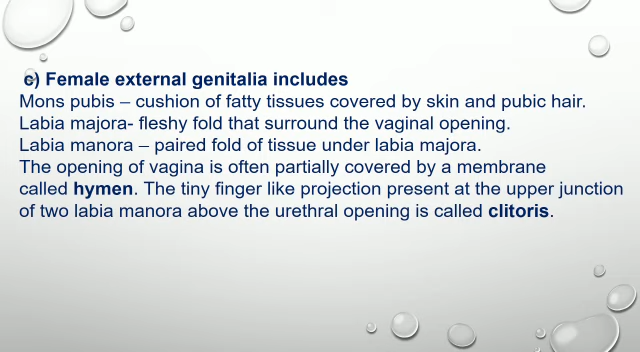 c) Female external genitalia includes
Mons pubis – cushion of fatty tissues covered by skin and pubic hair.
Labia majora- fleshy fold that surround the vaginal opening.
Labia manora – paired fold of tissue under labia majora.
The opening of vagina is often partially covered by a membrane
called hymen. The tiny finger like projection present at the upper junction
of two labia manora above the urethral opening is called clitoris.